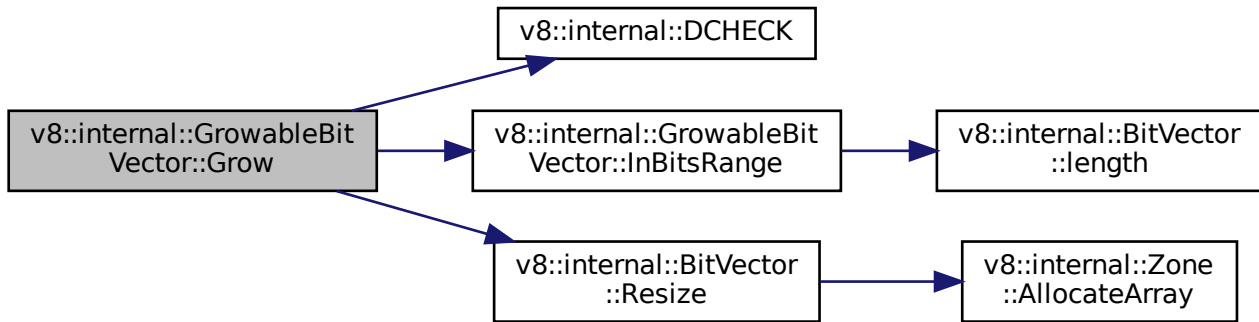 v8::internal::DCHECK
v8::internal::GrowableBit
Vector::Grow
v8::internal::GrowableBit
Vector::InBitsRange
v8::internal::BitVector
::length
v8::internal::BitVector
::Resize
v8::internal::Zone
::AllocateArray